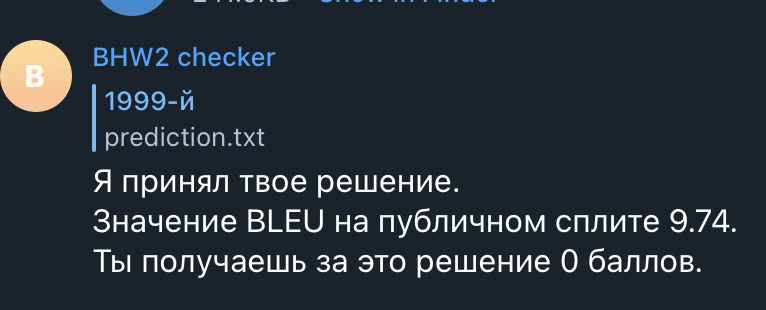 BHW2 checker
В
1999-й
prediction.txt
Я принял твое решение.
Значение BLEU на публичном сплите 9.74.
Ты получаешь за это решение 0 баллов.